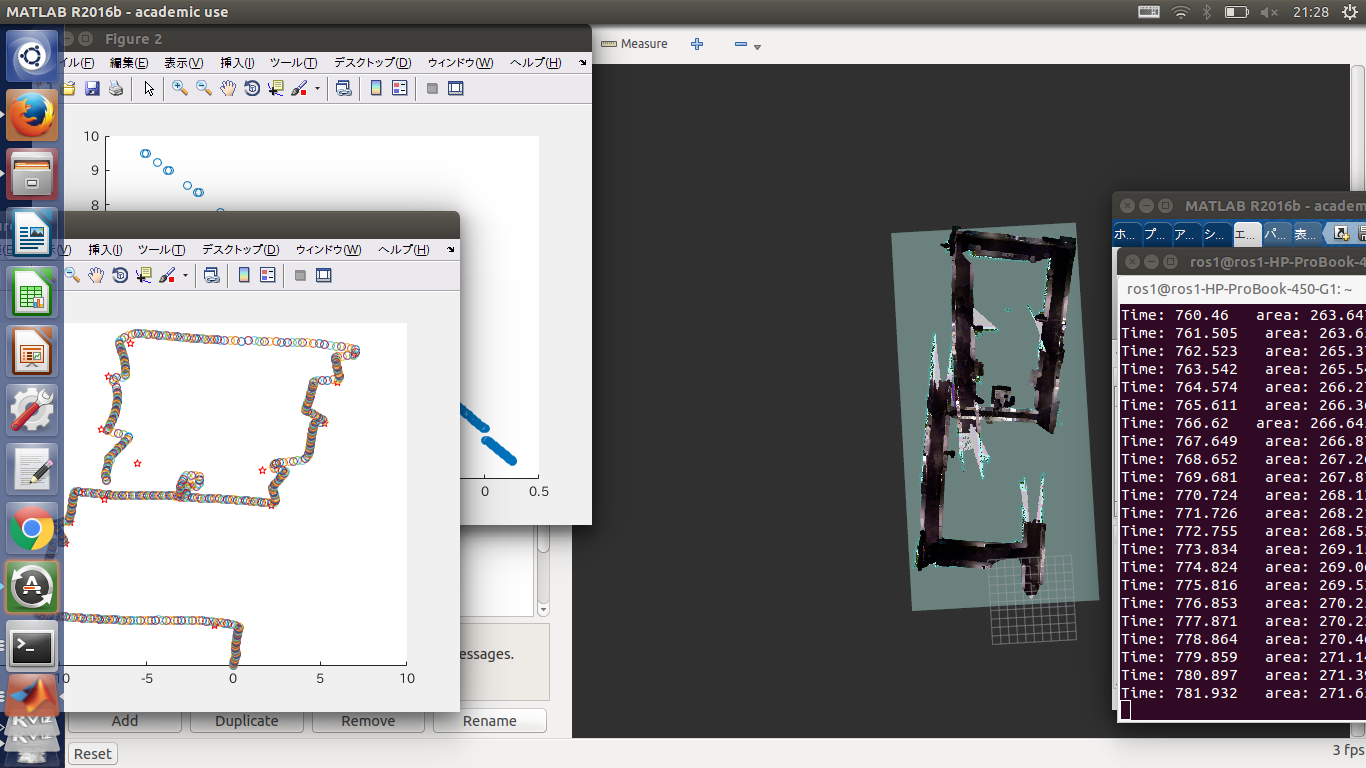 MATLAB R2016b - academic use
21:28
Figure 2
イル(F) 編集(E) 表示(V) 挿入(I) ツール(T) デスクトップ(D) ウィンドウ(W) ヘルプ(H)
Measure
10
9
8
0 0.5
挿入(I) ツール(T) デスクトップ(D) ウィンドウ(W) ヘルプ(H)
-5 0 5 10
essages.
Add Duplicate Remove Rename
Reset
3 fps
MATLAB R2016b - acade
ホ... プ... ア... シ... エ... パ... 表...
ros1@ros1-HP-ProBook-4
ros1@ros1-HP-ProBook-450-G1: ~
Time: 760.46 area: 263.647
Time: 761.505 area: 263.6
Time: 762.523 area: 265.3
Time: 763.542 area: 265.5
Time: 764.574 area: 266.2
Time: 765.611 area: 266.3
Time: 766.62 area: 266.64
Time: 767.649 area: 266.8
Time: 768.652 area: 267.2
Time: 769.681 area: 267.8
Time: 770.724 area: 268.1
Time: 771.726 area: 268.2
Time: 772.755 area: 268.5
Time: 773.834 area: 269.1
Time: 774.824 area: 269.0
Time: 775.816 area: 269.5
Time: 776.853 area: 270.2
Time: 777.871 area: 270.2
Time: 778.864 area: 270.4
Time: 779.859 area: 271.1
Time: 780.897 area: 271.3
Time: 781.932 area: 271.6